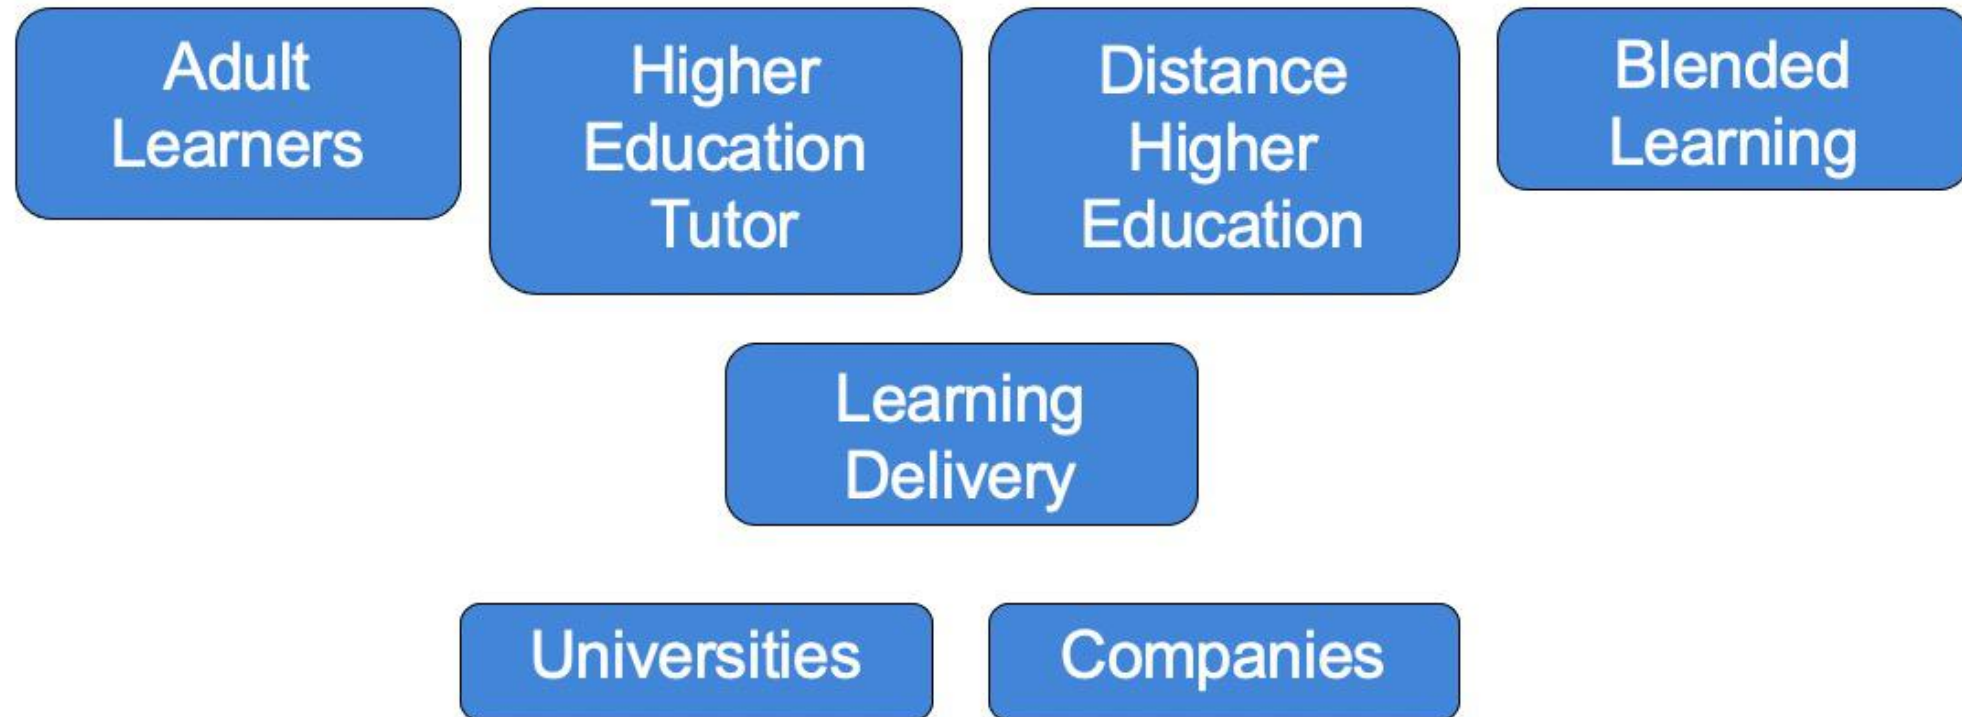 Adult
Learners
Higher
Education
Tutor
Distance
Higher
Education
Blended
Learning
Learning
Delivery
Universities
Companies